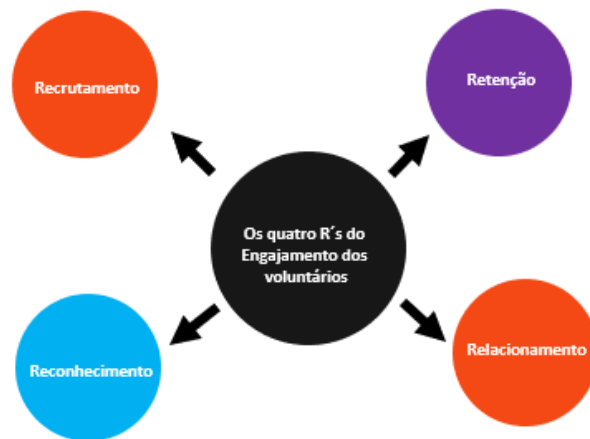 Recrutamento
Retenção
Os quatro R´s do
Engajamento dos
voluntários
Reconhecimento
Relacionamento